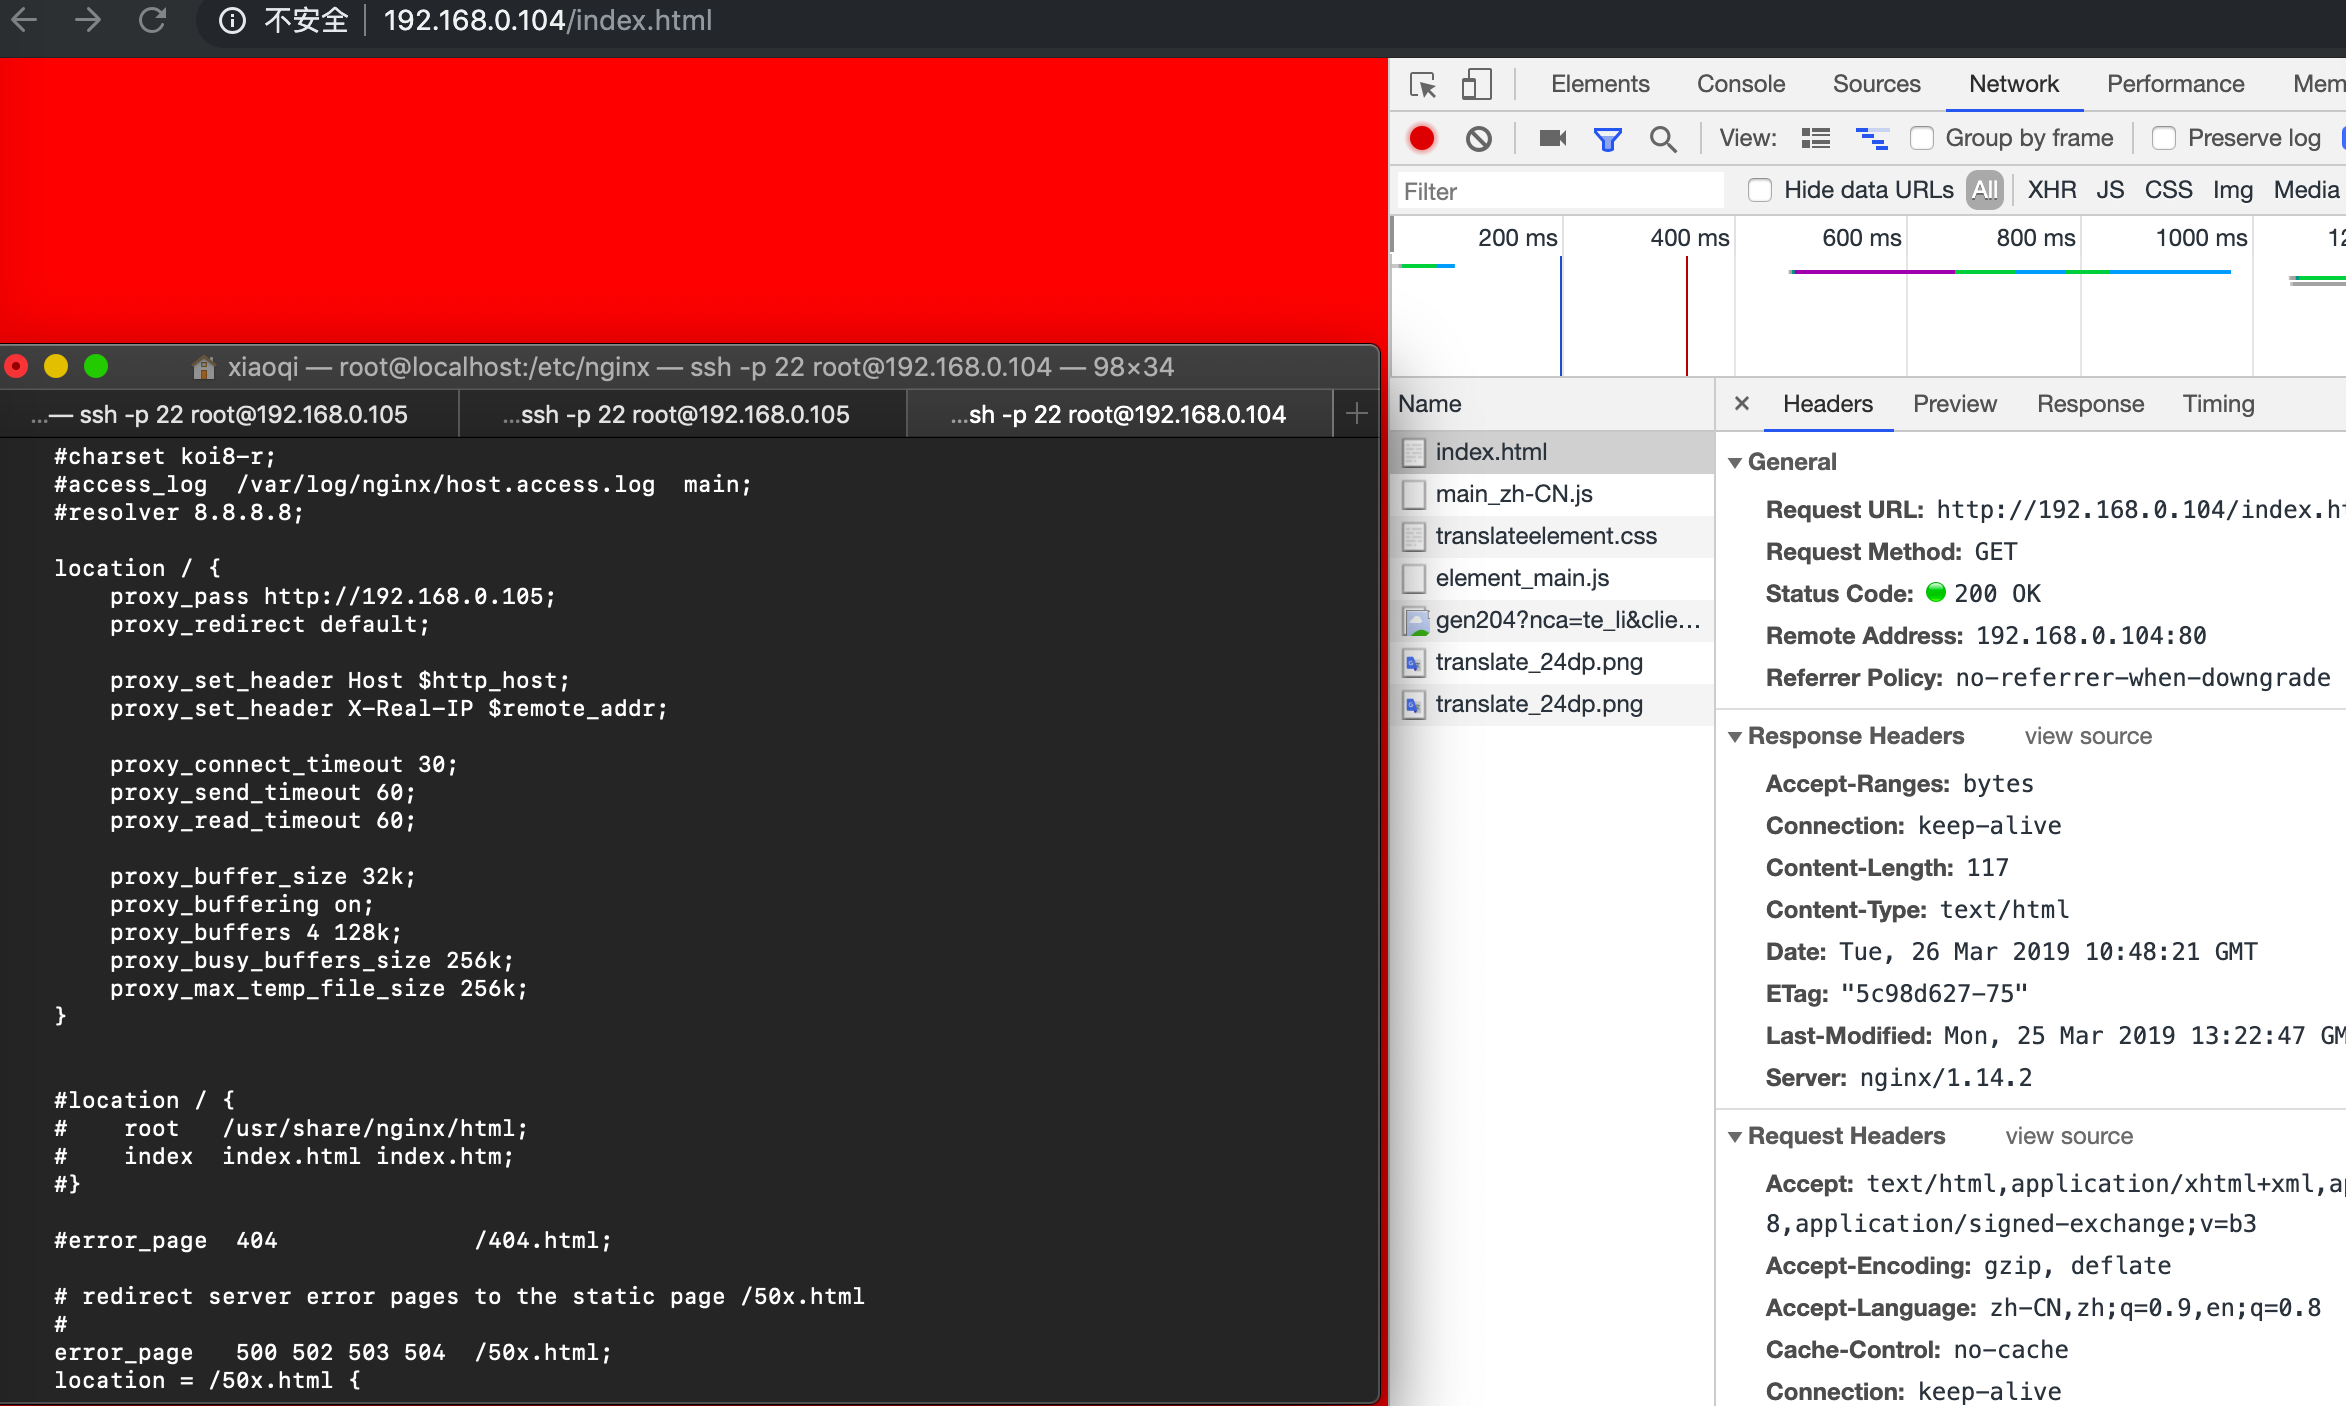 不安全 192.168.0.104/index.html
xiaoqi — root@localhost:/etc/nginx — ssh -p 22 root@192.168.0.104 — 98×34
...— ssh -p 22 root@192.168.0.105
...ssh -p 22 root@192.168.0.105
...sh -p 22 root@192.168.0.104
#charset koi8-r;
#access_log  /var/log/nginx/host.access.log  main;
#resolver 8.8.8.8;
location / {
proxy_pass http://192.168.0.105;
proxy_redirect default;
proxy_set_header Host $http_host;
proxy_set_header X-Real-IP $remote_addr;
proxy_connect_timeout 30;
proxy_send_timeout 60;
proxy_read_timeout 60;
proxy_buffer_size 32k;
proxy_buffering on;
proxy_buffers 4 128k;
proxy_busy_buffers_size 256k;
proxy_max_temp_file_size 256k;
}
#location / {
#    root   /usr/share/nginx/html;
#    index  index.html index.htm;
#}
#error_page  404              /404.html;
# redirect server error pages to the static page /50x.html
#
error_page   500 502 503 504  /50x.html;
location = /50x.html {
Elements Console Sources Network Performance Mem
View: Group by frame Preserve log
Filter Hide data URLs All XHR JS CSS Img Media
200 ms 400 ms 600 ms 800 ms 1000 ms 12
Name
index.html
main_zh-CN.js
translateelement.css
element_main.js
gen204?nca=te_li&clie...
translate_24dp.png
translate_24dp.png
× Headers Preview Response Timing
General
Request URL: http://192.168.0.104/index.ht
Request Method: GET
Status Code: 200 OK
Remote Address: 192.168.0.104:80
Referrer Policy: no-referrer-when-downgrade
Response Headers view source
Accept-Ranges: bytes
Connection: keep-alive
Content-Length: 117
Content-Type: text/html
Date: Tue, 26 Mar 2019 10:48:21 GMT
ETag: "5c98d627-75"
Last-Modified: Mon, 25 Mar 2019 13:22:47 GM
Server: nginx/1.14.2
Request Headers view source
Accept: text/html,application/xhtml+xml,ap
8,application/signed-exchange;v=b3
Accept-Encoding: gzip, deflate
Accept-Language: zh-CN,zh;q=0.9,en;q=0.8
Cache-Control: no-cache
Connection: keep-alive